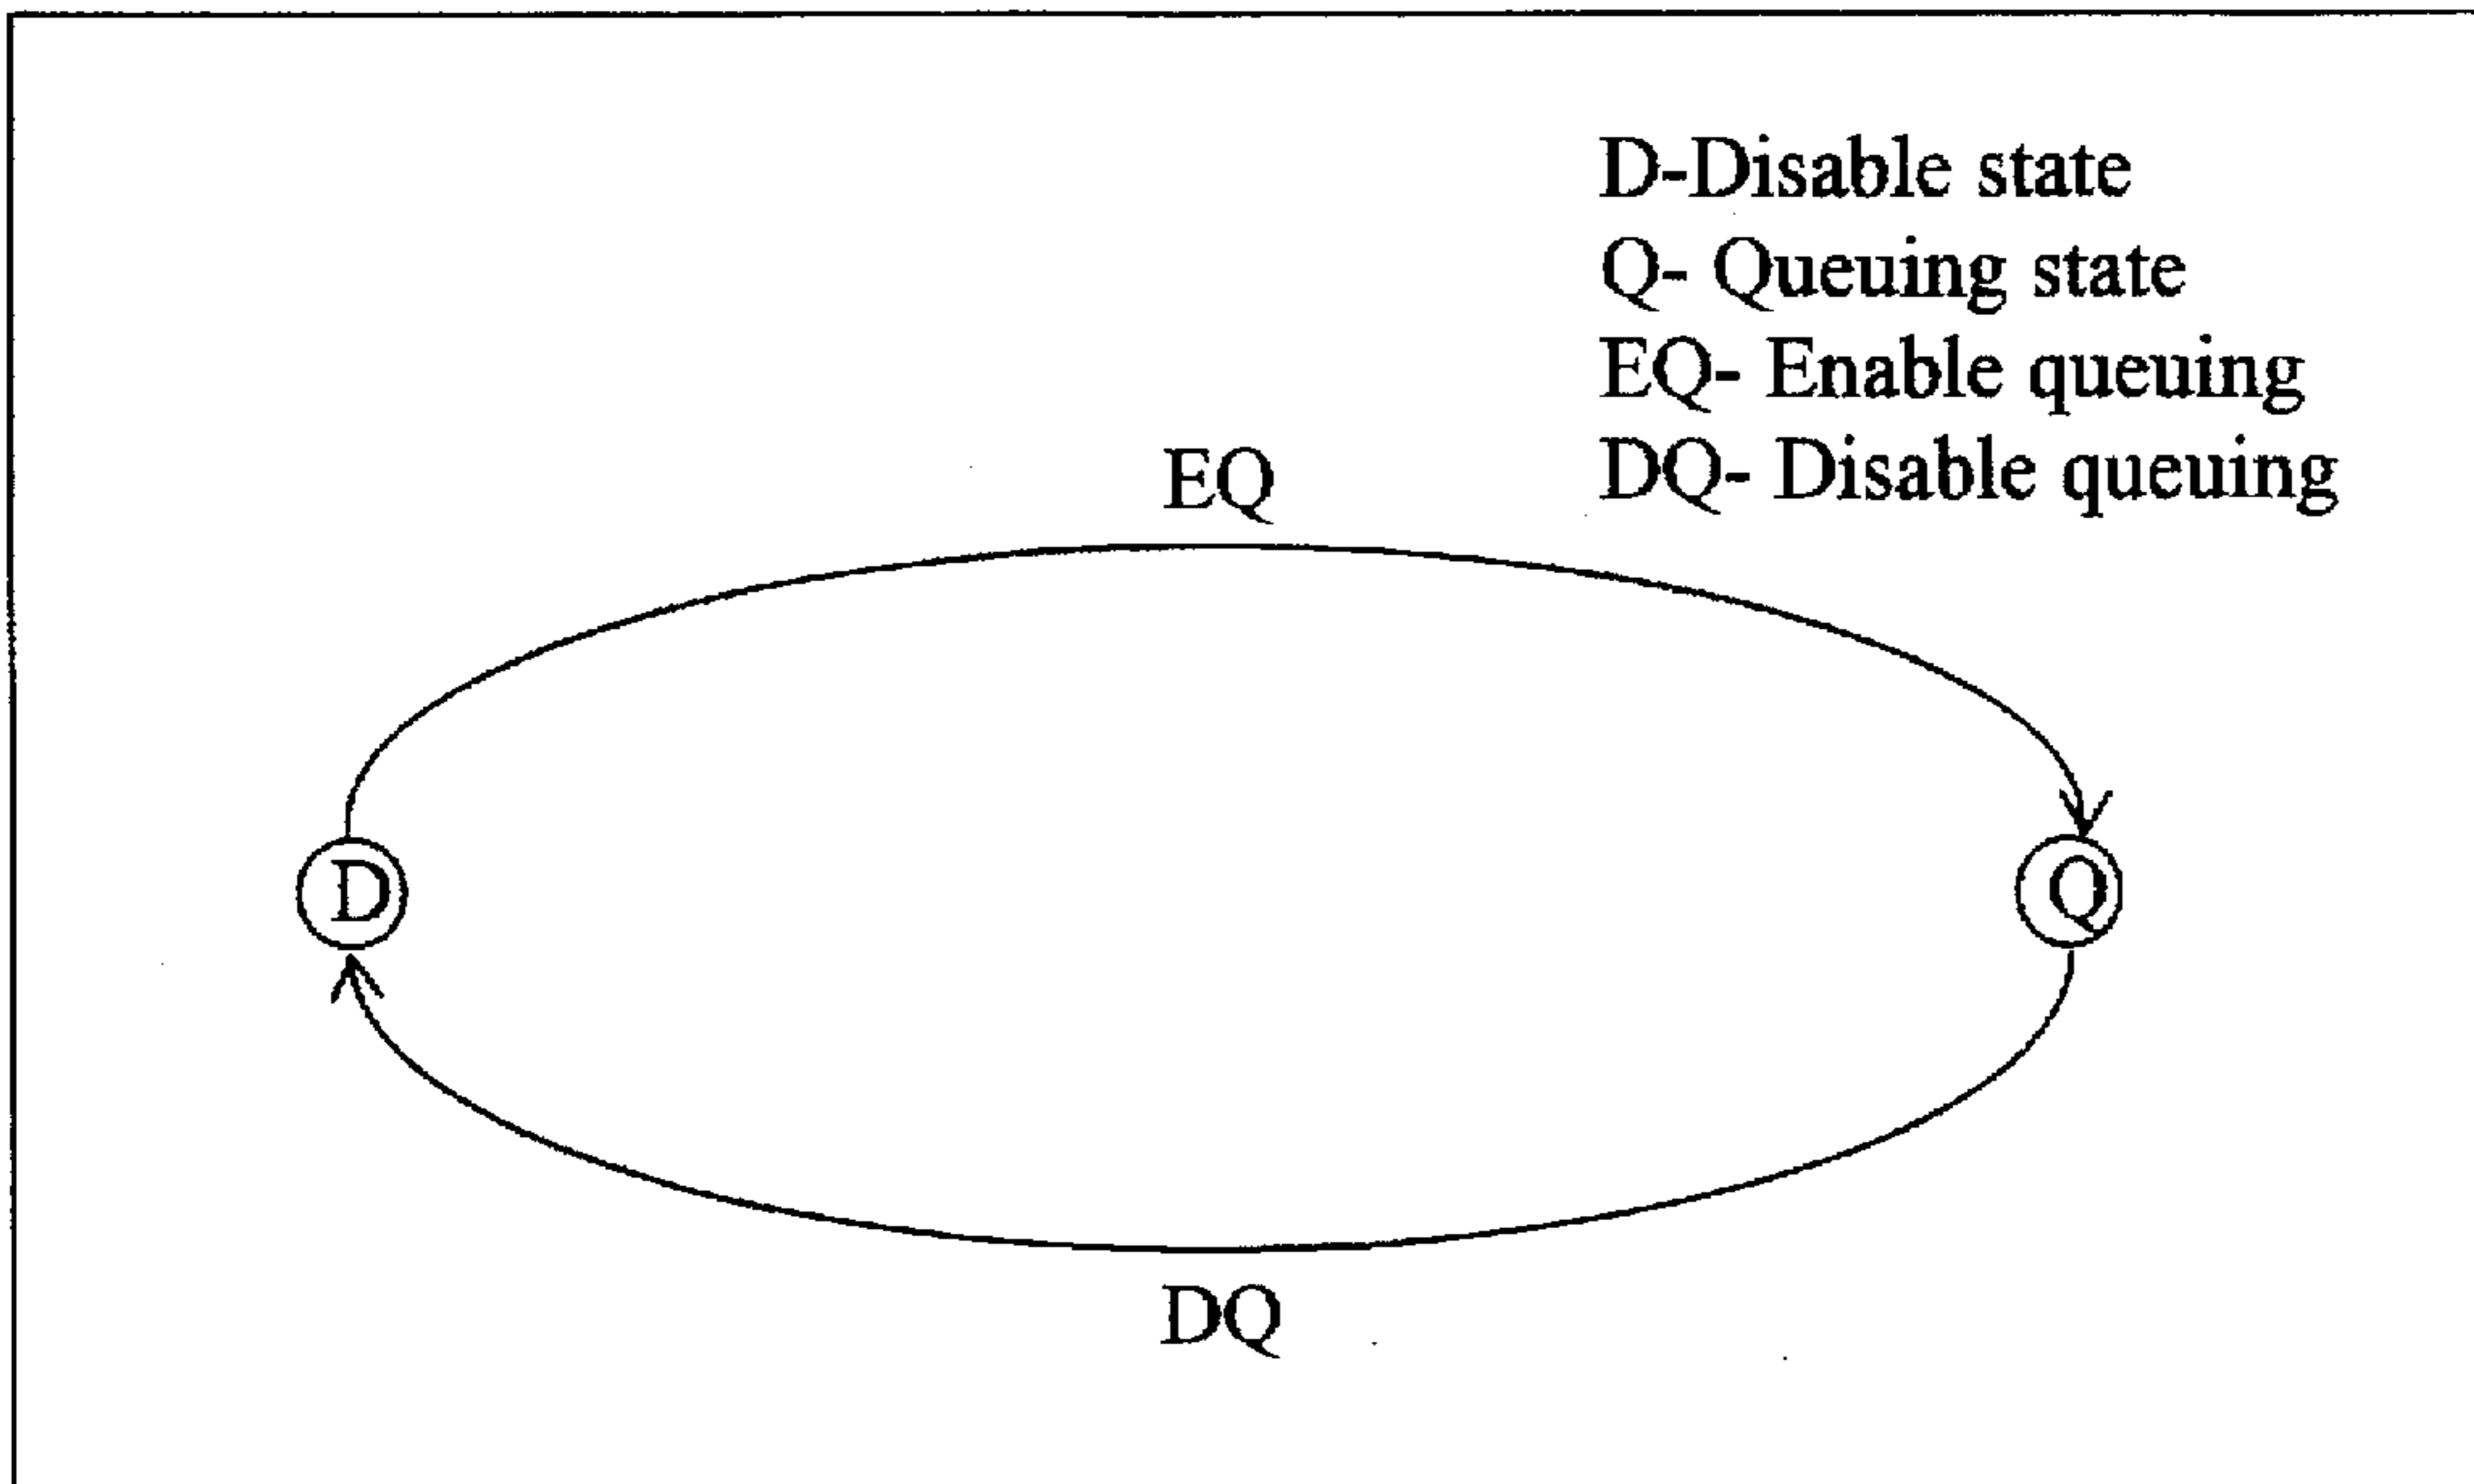 D-Disable state
Q- Queuing state
EQ- Enable queuing
DQ- Disable queuing
EQ
D
Q
DQ